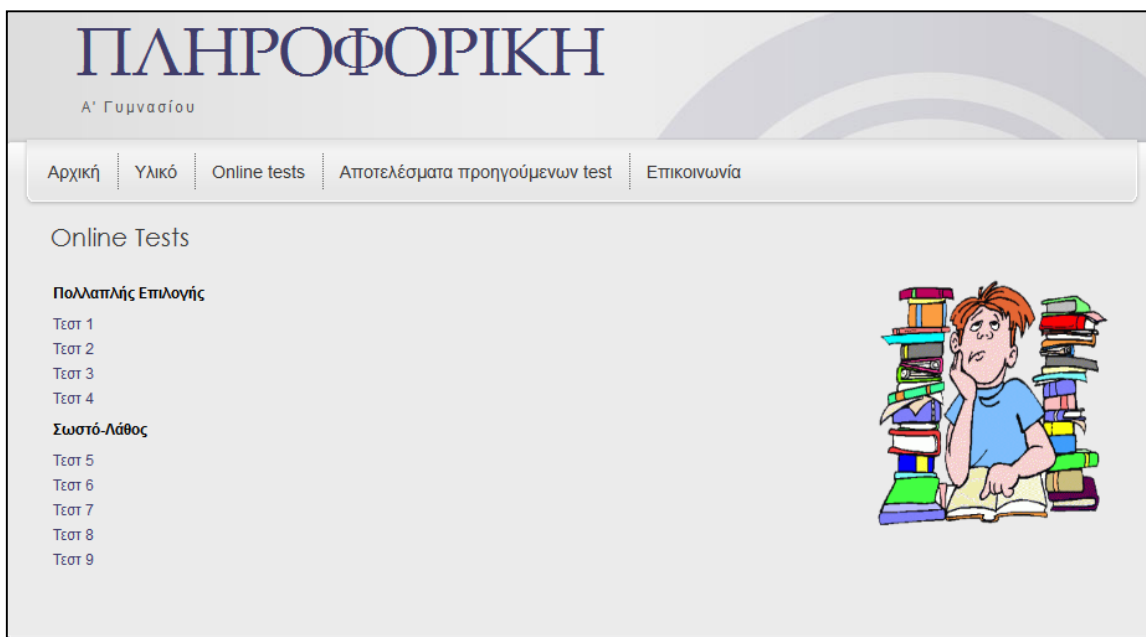 ΠΛΗΡΟΦΟΡΙΚΗ
Α' Γυμνασίου
Αρχική Υλικό Online tests Αποτελέσματα προηγούμενων test Επικοινωνία
Online Tests
Πολλαπλής Επιλογής
Τεστ 1
Τεστ 2
Τεστ 3
Τεστ 4
Σωστό-Λάθος
Τεστ 5
Τεστ 6
Τεστ 7
Τεστ 8
Τεστ 9